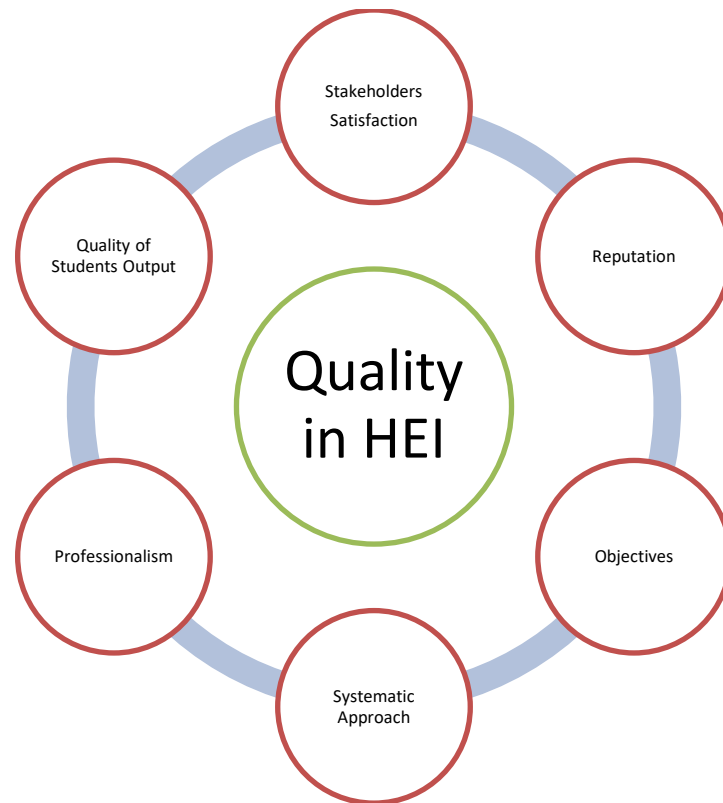 Stakeholders
Satisfaction
Quality of
Students Output
Reputation
Quality
in HEI
Professionalism
Objectives
Systematic
Approach